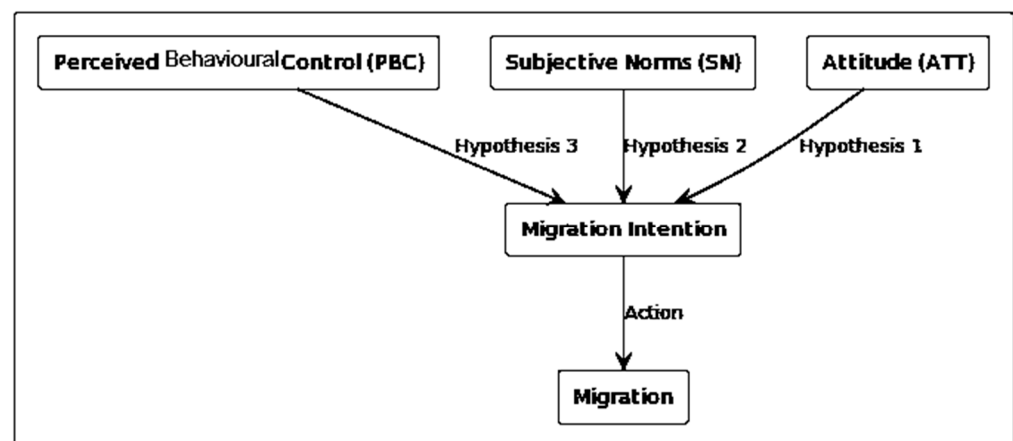 Perceived Behavioural Control (PBC)
Subjective Norms (SN)
Attitude (ATT)
Hypothesis 3
Hypothesis 2
Hypothesis 1
Migration Intention
Action
Migration